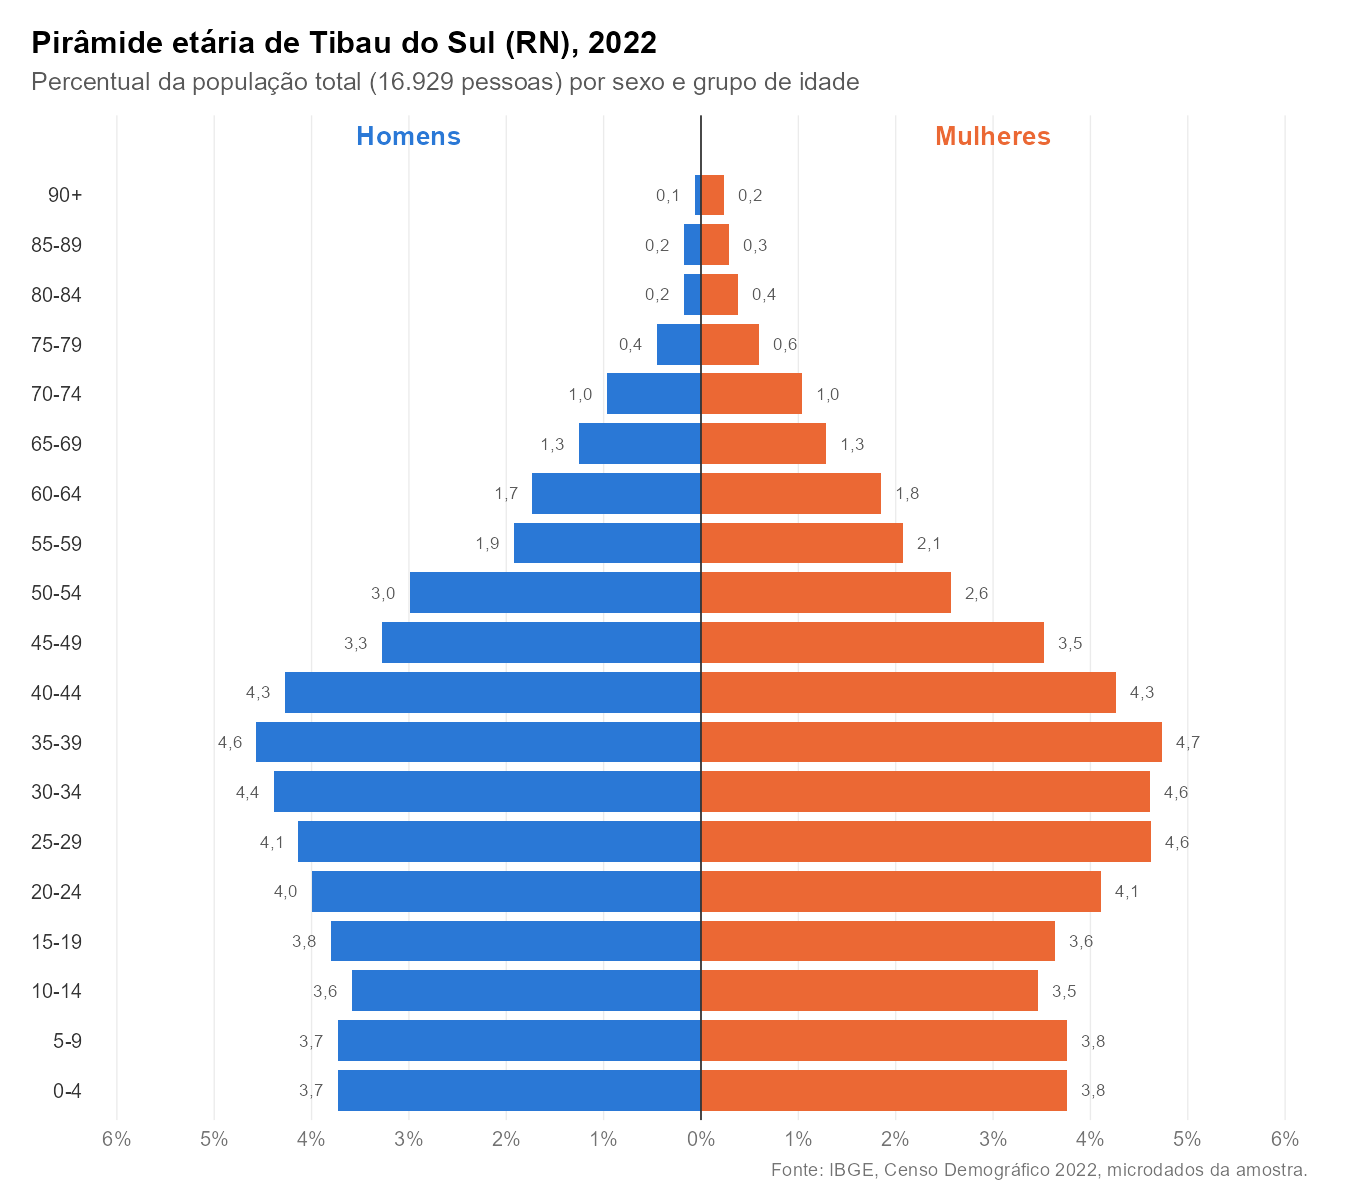 Pirâmide etária de Tibau do Sul (RN), 2022
Percentual da população total (16.929 pessoas) por sexo e grupo de idade
Homens Mulheres
90+ 0,1 0,2
85-89 0,2 0,3
80-84 0,2 0,4
75-79 0,4 0,6
70-74 1,0 1,0
65-69 1,3 1,3
60-64 1,7 1,8
55-59 1,9 2,1
50-54 3,0 2,6
45-49 3,3 3,5
40-44 4,3 4,3
35-39 4,6 4,7
30-34 4,4 4,6
25-29 4,1 4,6
20-24 4,0 4,1
15-19 3,8 3,6
10-14 3,6 3,5
5-9 3,7 3,8
0-4 3,7 3,8
6% 5% 4% 3% 2% 1% 0% 1% 2% 3% 4% 5% 6%
Fonte: IBGE, Censo Demográfico 2022, microdados da amostra.